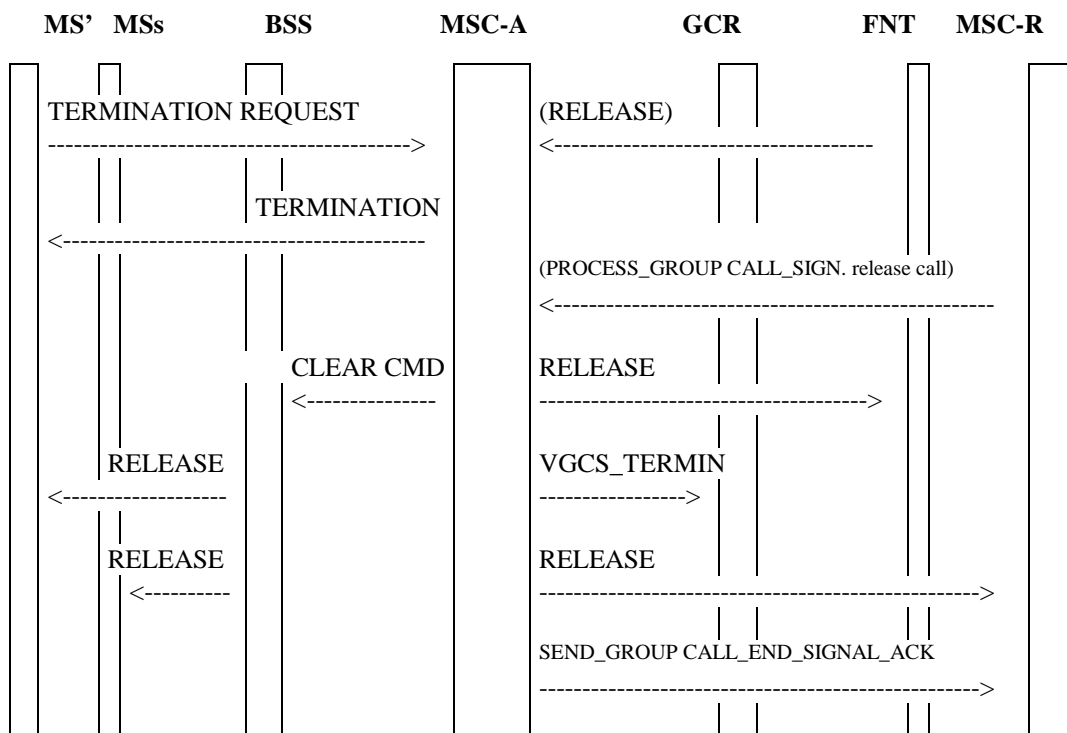 MS’ MSs BSS MSC-A GCR FNT MSC-R
TERMINATION REQUEST (RELEASE)
-------------------------------------------> <--------------------------------------
TERMINATION
<-------------------------------------------
(PROCESS_GROUP CALL_SIGN. release call)
<----------------------------------------------------
CLEAR CMD RELEASE
<--------------- --------------------------------------->
RELEASE VGCS_TERMIN
<------------------- ----------------->
RELEASE RELEASE
<---------- ---------------------------------------------------->
SEND_GROUP CALL_END_SIGNAL_ACK
---------------------------------------------------->